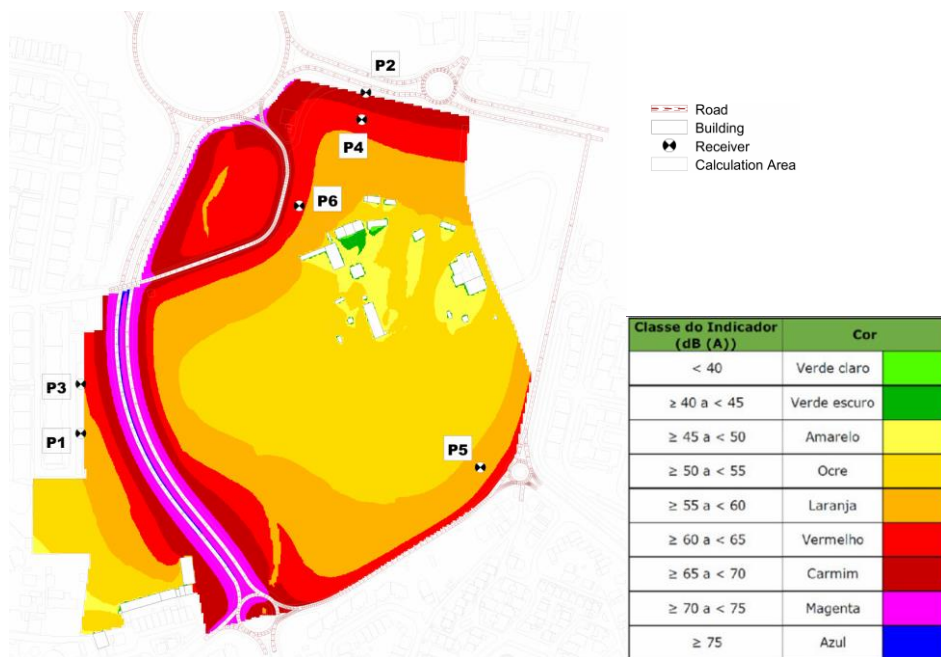 P2
P4
P6
P3
P1
P5
Road
Building
Receiver
Calculation Area
Classe do Indicador
(dB (A))
Cor
< 40
Verde claro
≥ 40 a < 45
Verde escuro
≥ 45 a < 50
Amarelo
≥ 50 a < 55
Ocre
≥ 55 a < 60
Laranja
≥ 60 a < 65
Vermelho
≥ 65 a < 70
Carmim
≥ 70 a < 75
Magenta
≥ 75
Azul